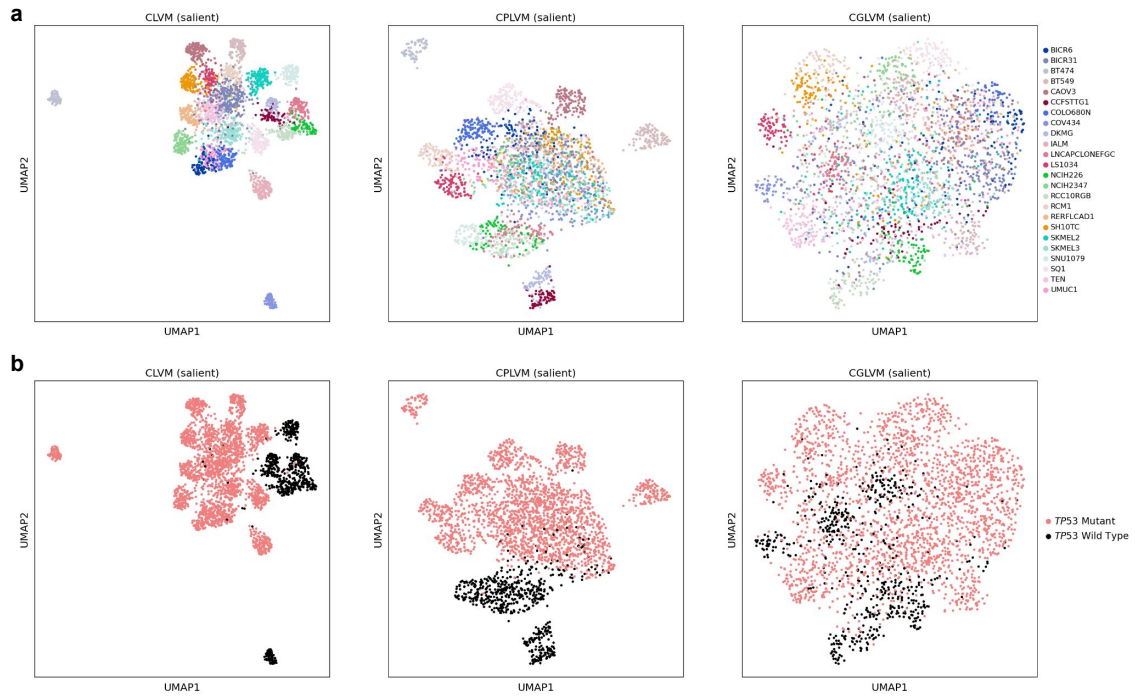 a
CLVM (salient)
CPLVM (salient)
CGLVM (salient)
UMAP2
UMAP2
UMAP2
UMAP1
UMAP1
UMAP1
BICR6
BICR31
BT474
BT549
CAOV3
CCFSTTG1
COLO680N
COV434
DKMG
IALM
LNCAPCLONEFGC
LS1034
NCIH226
NCIH2347
RCC10RGB
RCM1
RERFLCAD1
SH10TC
SKMEL2
SKMEL3
SNU1079
SQ1
TEN
UMUC1
b
CLVM (salient)
CPLVM (salient)
CGLVM (salient)
UMAP2
UMAP2
UMAP2
UMAP1
UMAP1
UMAP1
TP53 Mutant
TP53 Wild Type